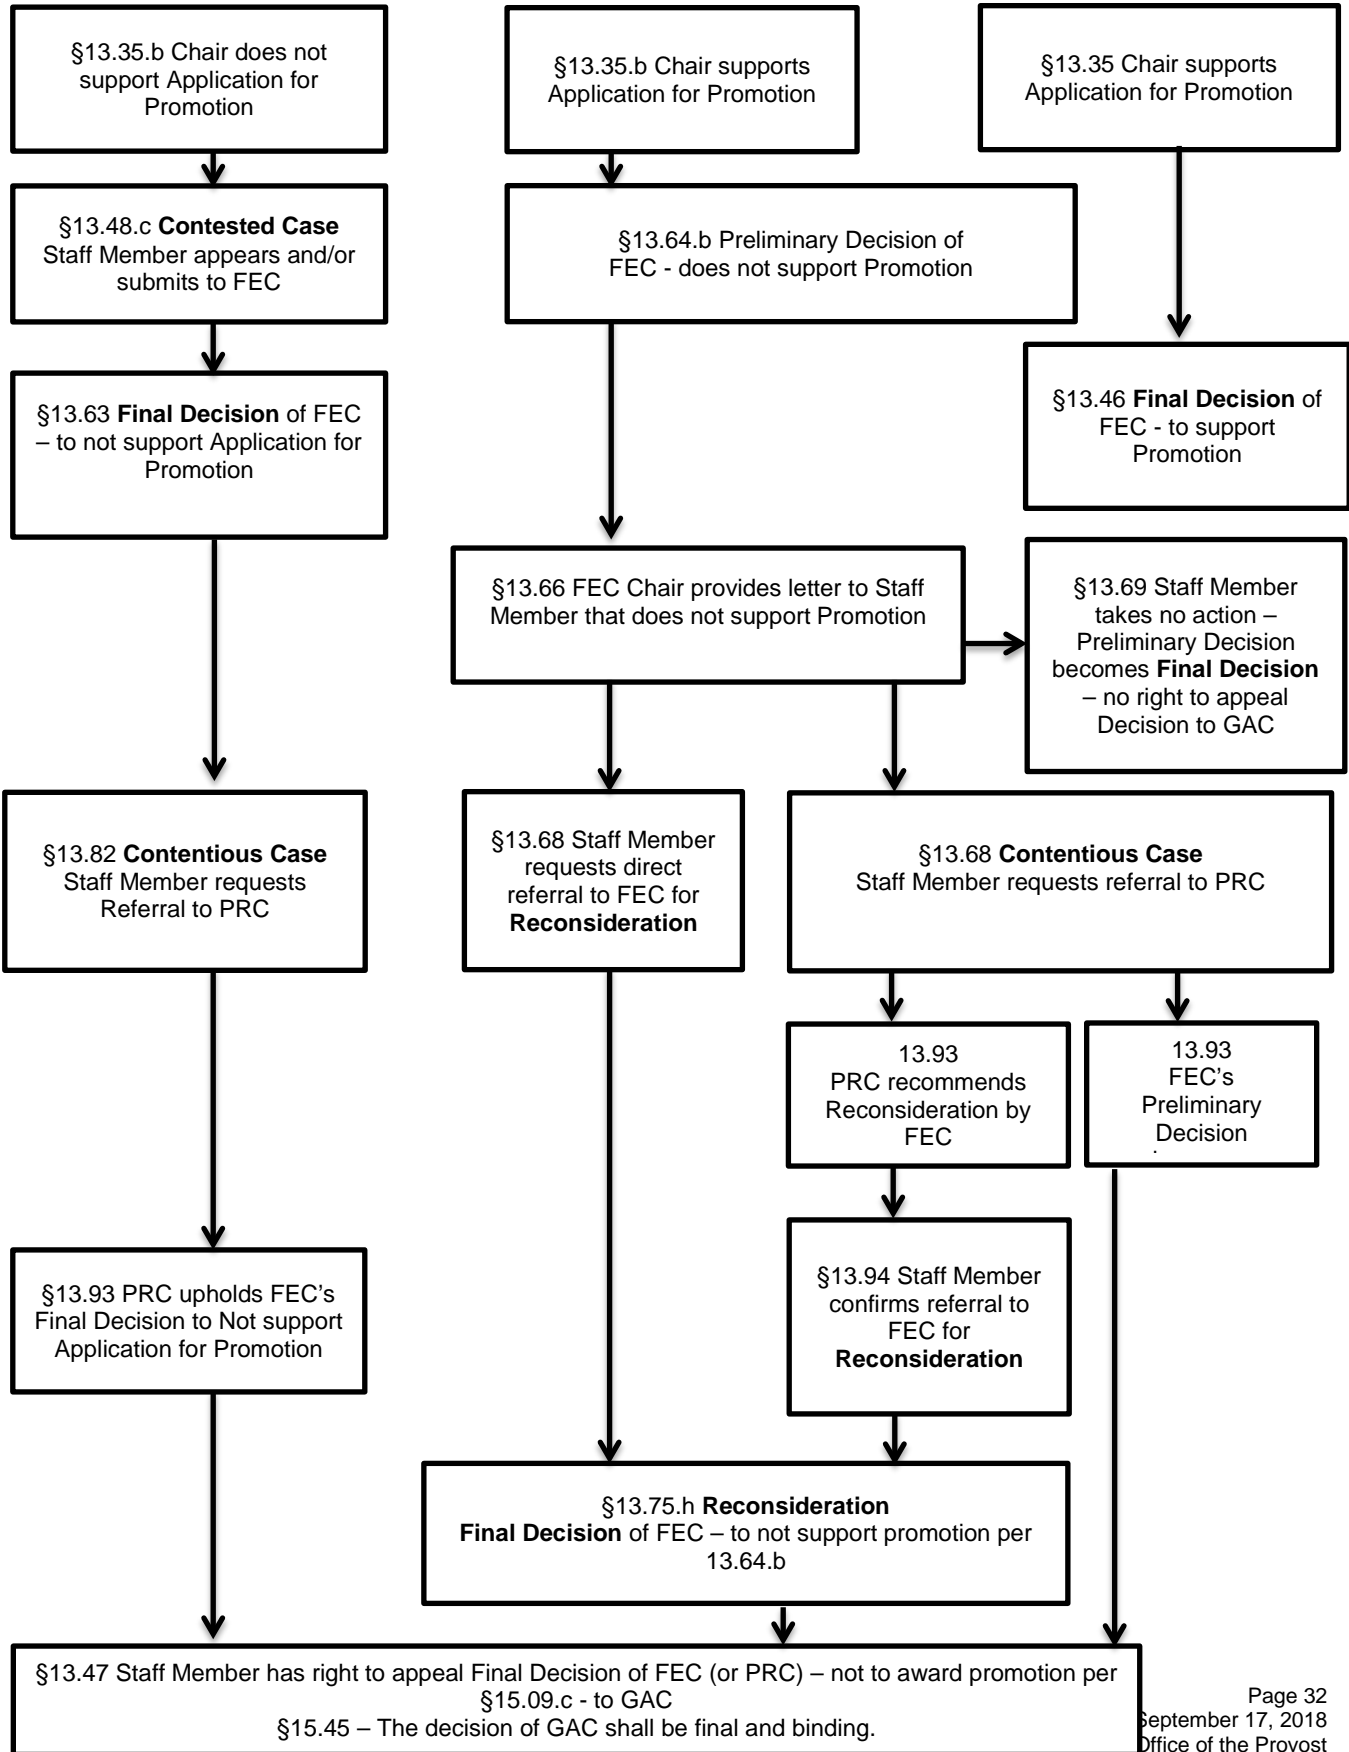 §13.35.b Chair does not
support Application for
Promotion
§13.35.b Chair supports
Application for Promotion
§13.35 Chair supports
Application for Promotion
§13.48.c Contested Case
Staff Member appears and/or
submits to FEC
§13.64.b Preliminary Decision of
FEC - does not support Promotion
§13.63 Final Decision of FEC
– to not support Application for
Promotion
§13.46 Final Decision of
FEC - to support
Promotion
§13.66 FEC Chair provides letter to Staff
Member that does not support Promotion
§13.69 Staff Member
takes no action –
Preliminary Decision
becomes Final Decision
– no right to appeal
Decision to GAC
§13.82 Contentious Case
Staff Member requests
Referral to PRC
§13.68 Staff Member
requests direct
referral to FEC for
Reconsideration
§13.68 Contentious Case
Staff Member requests referral to PRC
13.93
PRC recommends
Reconsideration by
FEC
13.93
FEC’s
Preliminary
Decision
§13.94 Staff Member
confirms referral to
FEC for
Reconsideration
§13.93 PRC upholds FEC’s
Final Decision to Not support
Application for Promotion
§13.75.h Reconsideration
Final Decision of FEC – to not support promotion per
13.64.b
§13.47 Staff Member has right to appeal Final Decision of FEC (or PRC) – not to award promotion per
§15.09.c - to GAC
§15.45 – The decision of GAC shall be final and binding.
Page 32
September 17, 2018
Office of the Provost